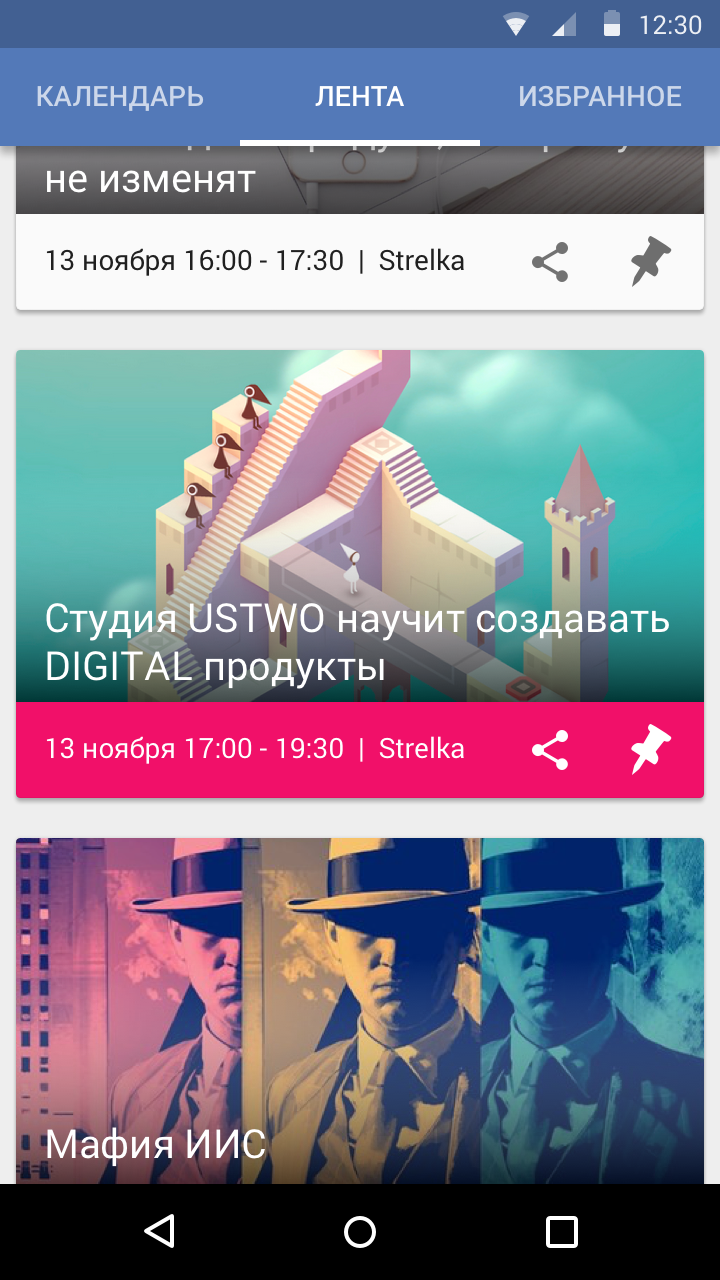 12:30
КАЛЕНДАРЬ ЛЕНТА ИЗБРАННОЕ
не изменят
13 ноября 16:00 - 17:30 | Strelka
Студия USTWO научит создавать
DIGITAL продукты
13 ноября 17:00 - 19:30 | Strelka
Мафия ИИС